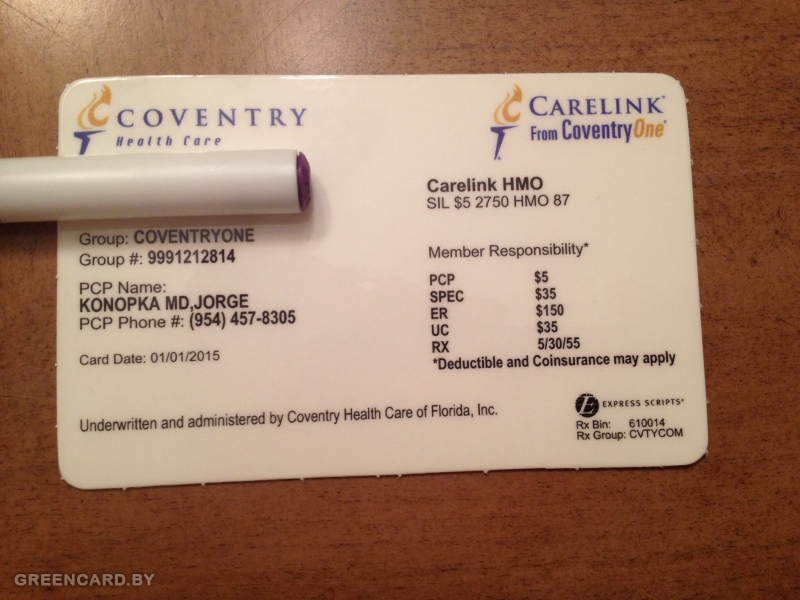 COVENTRY
Health Care
CARELINK
From CoventryOne
Carelink HMO
SIL $5 2750 HMO 87
Group: COVENTRYONE
Group #: 9991212814
PCP Name:
KONOPKA MD,JORGE
PCP Phone #: (954) 457-8305
Card Date: 01/01/2015
Member Responsibility*
PCP $5
SPEC $35
ER $150
UC $35
RX 5/30/55
*Deductible and Coinsurance may apply
Underwritten and administered by Coventry Health Care of Florida, Inc.
EXPRESS SCRIPTS®
Rx Bin: 610014
Rx Group: CVTYCOM
GREENCARD.BY